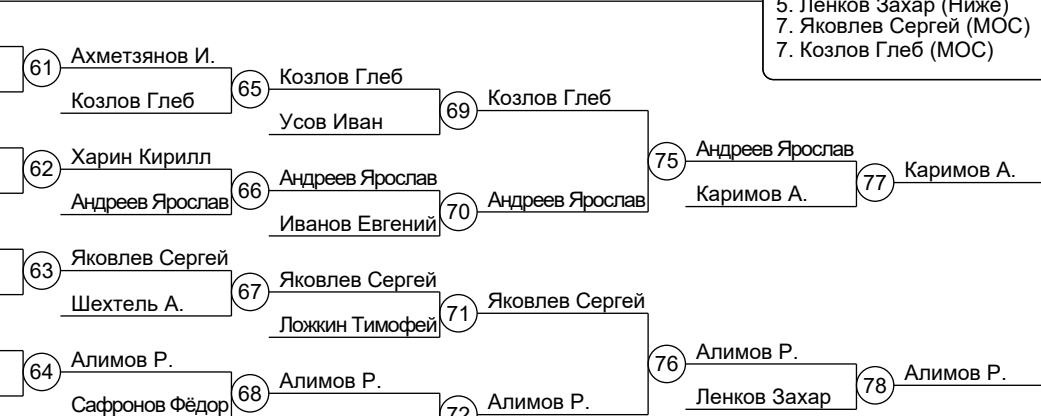 5. Ленков Захар (Ниже)
7. Яковлев Сергей (МОС)
7. Козлов Глеб (МОС)
61 Ахметзянов И.
Козлов Глеб
65 Козлов Глеб
Усов Иван
69 Козлов Глеб
62 Харин Кирилл
Андреев Ярослав
66 Андреев Ярослав
Иванов Евгений
70 Андреев Ярослав
75 Андреев Ярослав
Каримов А.
77 Каримов А.
63 Яковлев Сергей
Шехтель А.
67 Яковлев Сергей
Ложкин Тимофей
71 Яковлев Сергей
64 Алимов Р.
Сафронов Фёдор
68 Алимов Р.
72 Алимов Р.
76 Алимов Р.
Ленков Захар
78 Алимов Р.